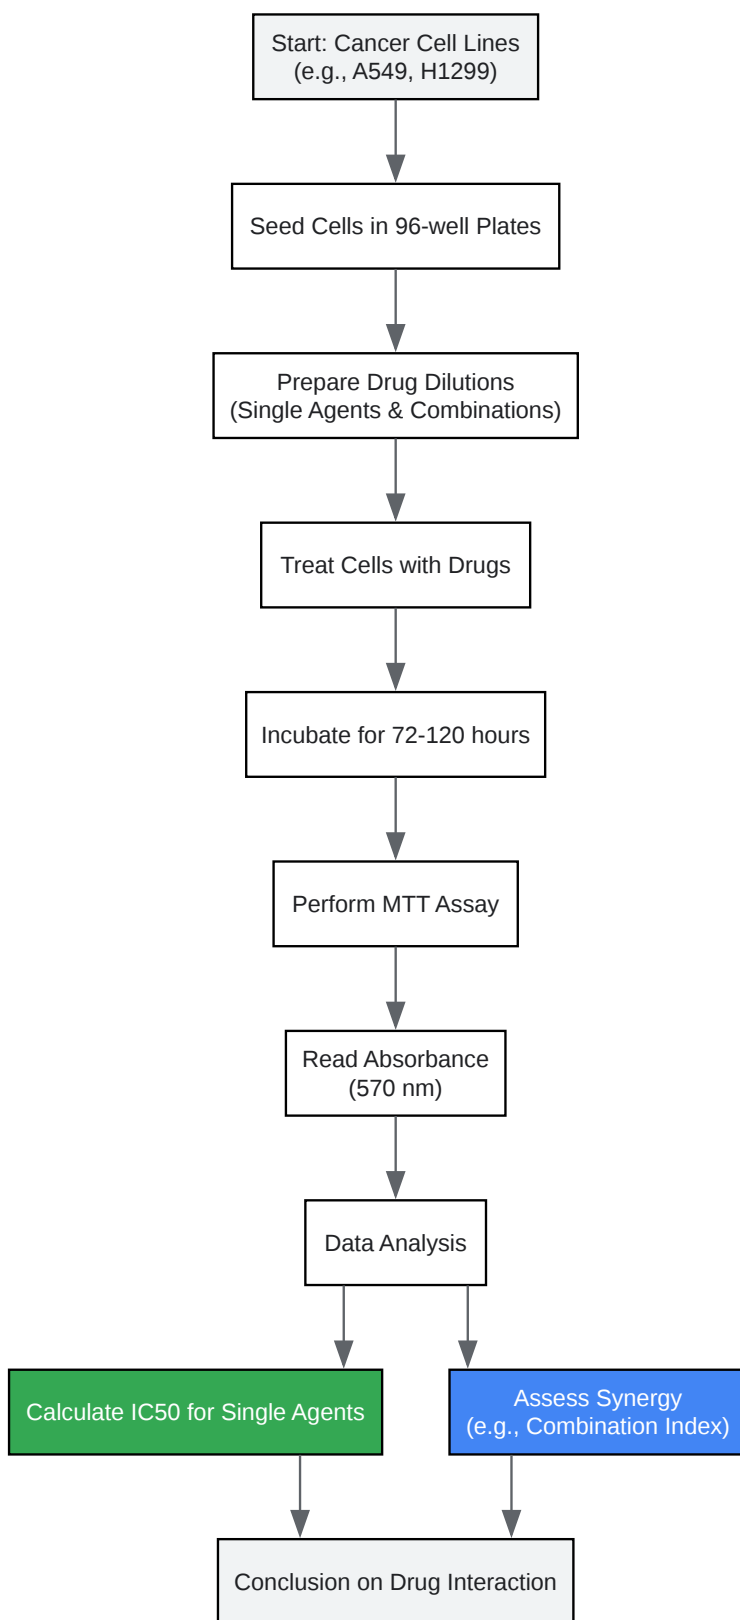 Start: Cancer Cell Lines
(e.g., A549, H1299)
Seed Cells in 96-well Plates
Prepare Drug Dilutions
(Single Agents & Combinations)
Treat Cells with Drugs
Incubate for 72-120 hours
Perform MTT Assay
Read Absorbance
(570 nm)
Data Analysis
Calculate IC50 for Single Agents
Assess Synergy
(e.g., Combination Index)
Conclusion on Drug Interaction